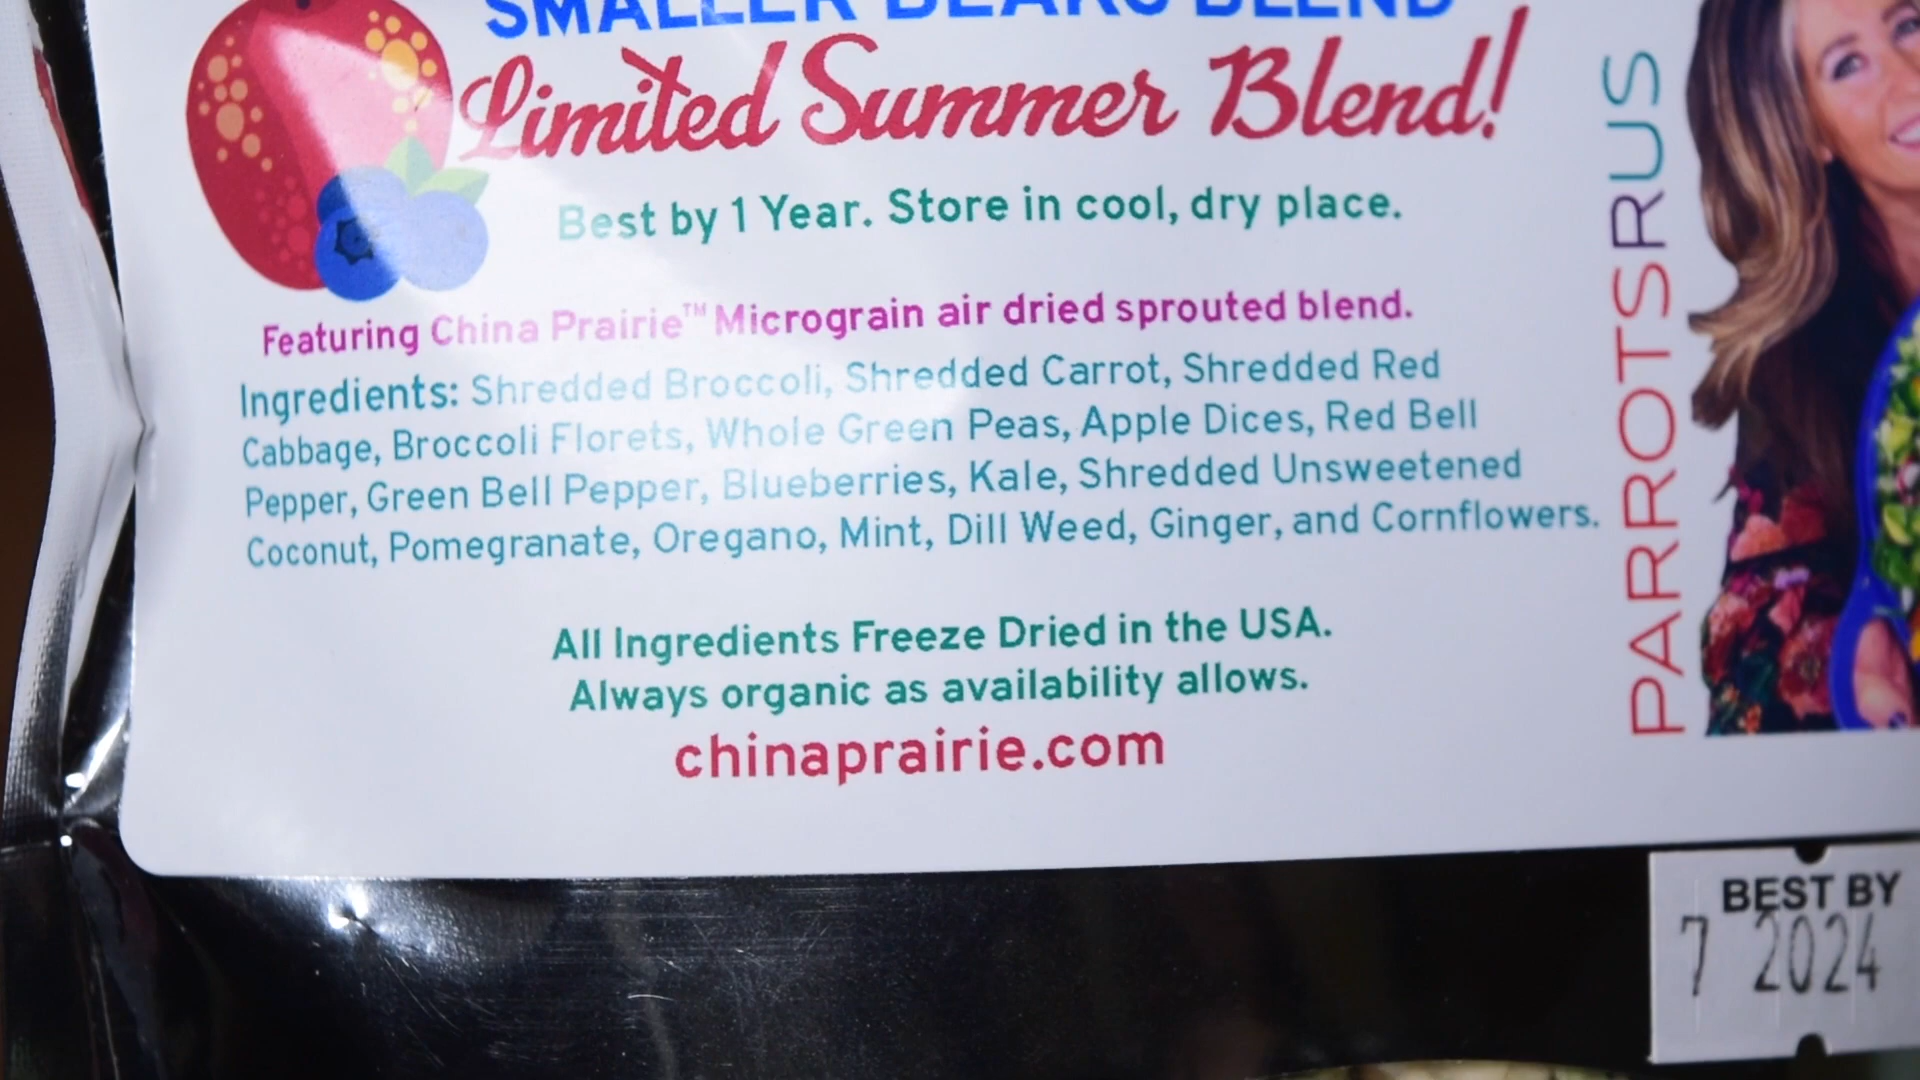 SMALLER BEAKS BLEND
Limited Summer Blend!
Best by 1 Year. Store in cool, dry place.
Featuring China Prairie™ Micrograin air dried sprouted blend.
Ingredients: Shredded Broccoli, Shredded Carrot, Shredded Red
Cabbage, Broccoli Florets, Whole Green Peas, Apple Dices, Red Bell
Pepper, Green Bell Pepper, Blueberries, Kale, Shredded Unsweetened
Coconut, Pomegranate, Oregano, Mint, Dill Weed, Ginger, and Cornflowers.
All Ingredients Freeze Dried in the USA.
Always organic as availability allows.
chinaprairie.com
PARROTSRUS
BEST BY
7 2024